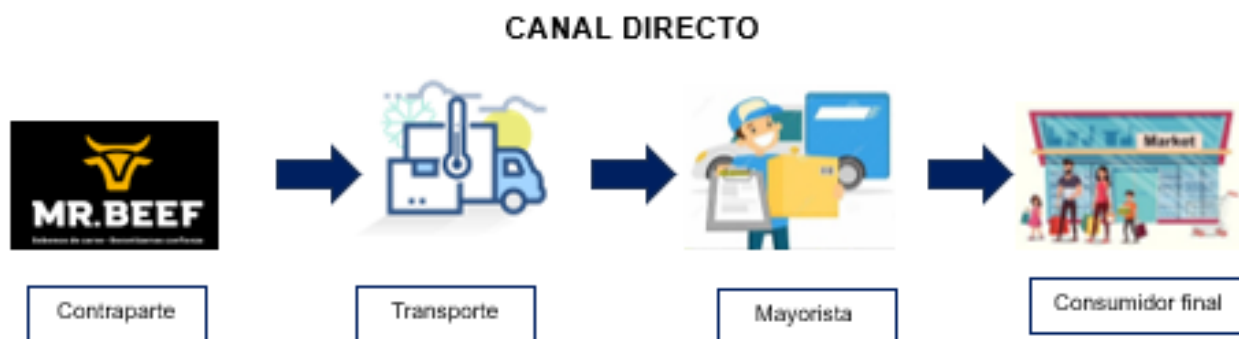 CANAL DIRECTO
Market
MR.BEEF
Contraparte
Transporte
Mayorista
Consumidor final